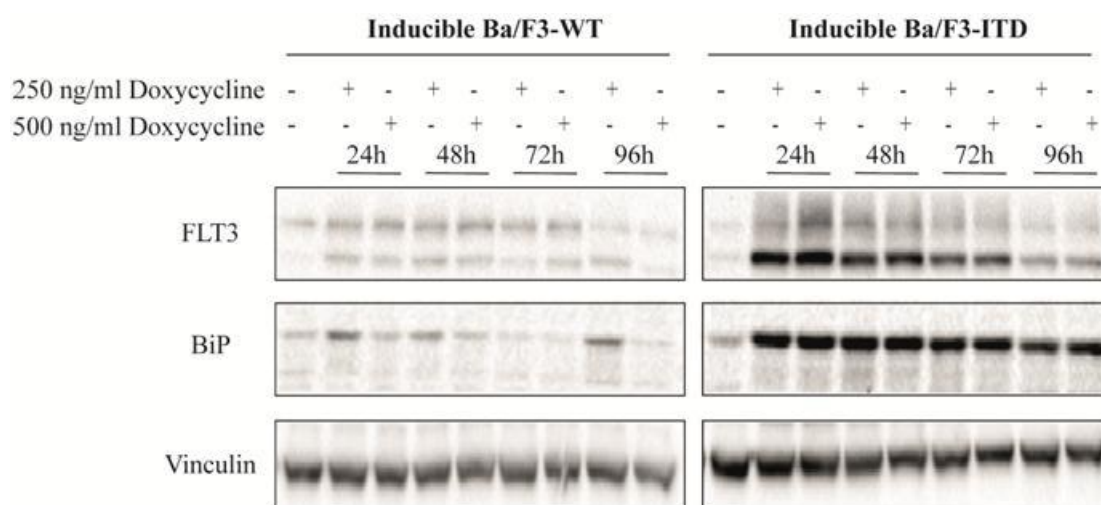 Inducible Ba/F3-WT Inducible Ba/F3-ITD
250 ng/ml Doxycycline - + - + - + - + - - + - + - + - + -
500 ng/ml Doxycycline - - + - + - + - + - - + - + - + - +
24h 48h 72h 96h 24h 48h 72h 96h
FLT3
BiP
Vinculin